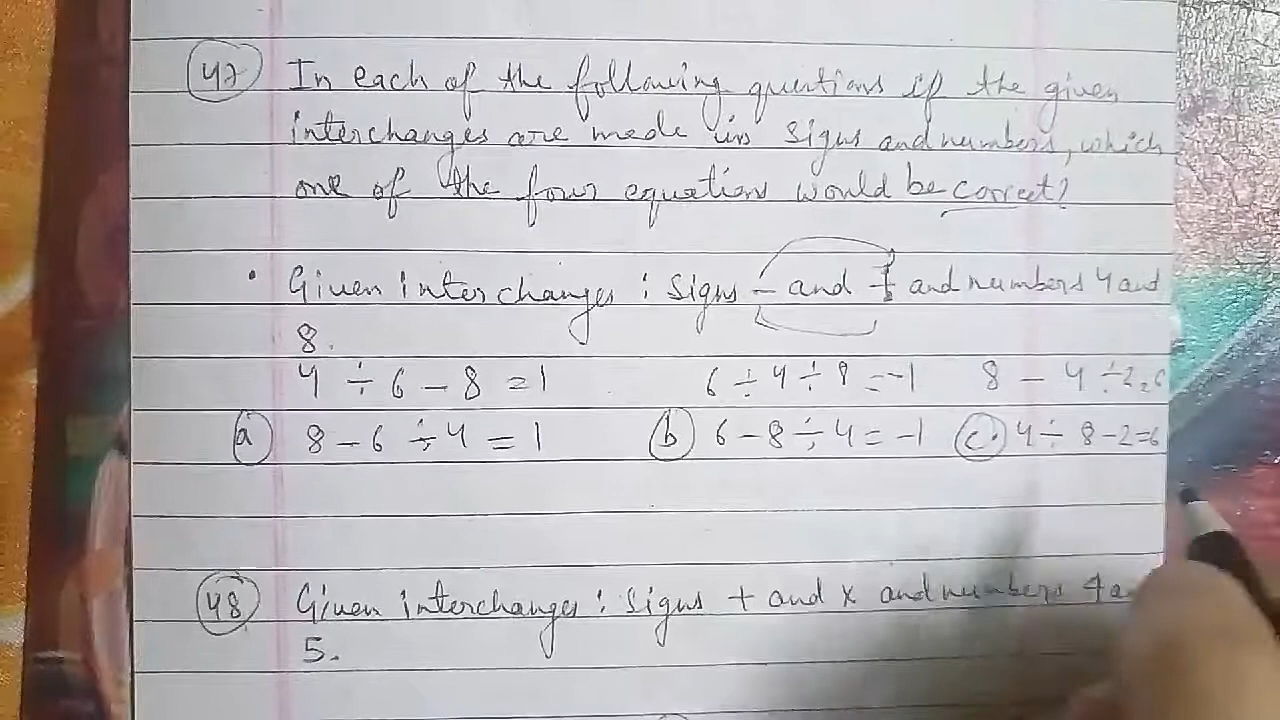 47 In each of the following questions if the given
interchanges are made in signs and numbers, which
one of the four equations would be correct?
• Given interchanges : Signs - and ÷ and numbers 4 and
8.
4 ÷ 6 - 8 = 1 6 ÷ 4 ÷ 8 = -1 8 - 4 ÷ 2 = 6
(a) 8 - 6 ÷ 4 = 1 (b) 6 - 8 ÷ 4 = -1 (c.) 4 ÷ 8 - 2 = 6
48 Given interchanges : Signs + and x and numbers 4
5.